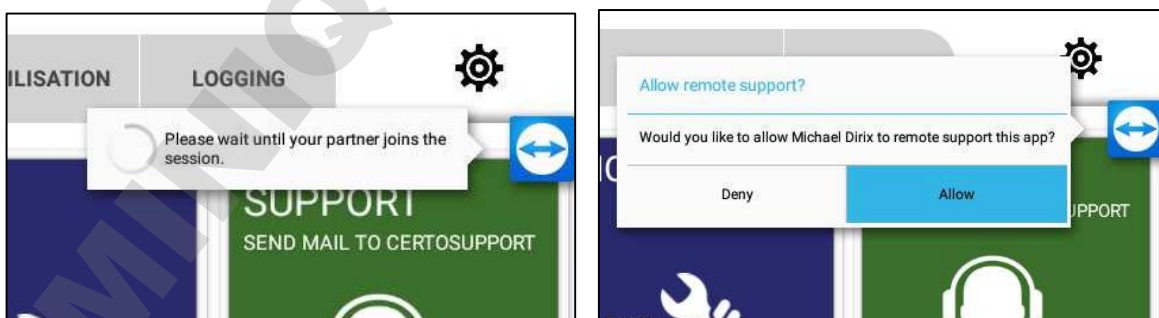 ILISATION
LOGGING
Please wait until your partner joins the
session.
SUPPORT
SEND MAIL TO CERTOSUPPORT
Allow remote support?
Would you like to allow Michael Dirix to remote support this app?
Deny
Allow
UPPORT